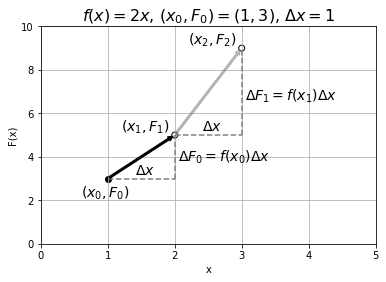 f(x) = 2x, (x₀, F₀) = (1, 3), Δx = 1
10
8
6
4
2
0
F(x)
(x₂, F₂)
ΔF₁ = f(x₁)Δx
(x₁, F₁)
Δx
ΔF₀ = f(x₀)Δx
Δx
(x₀, F₀)
0 1 2 3 4 5
x